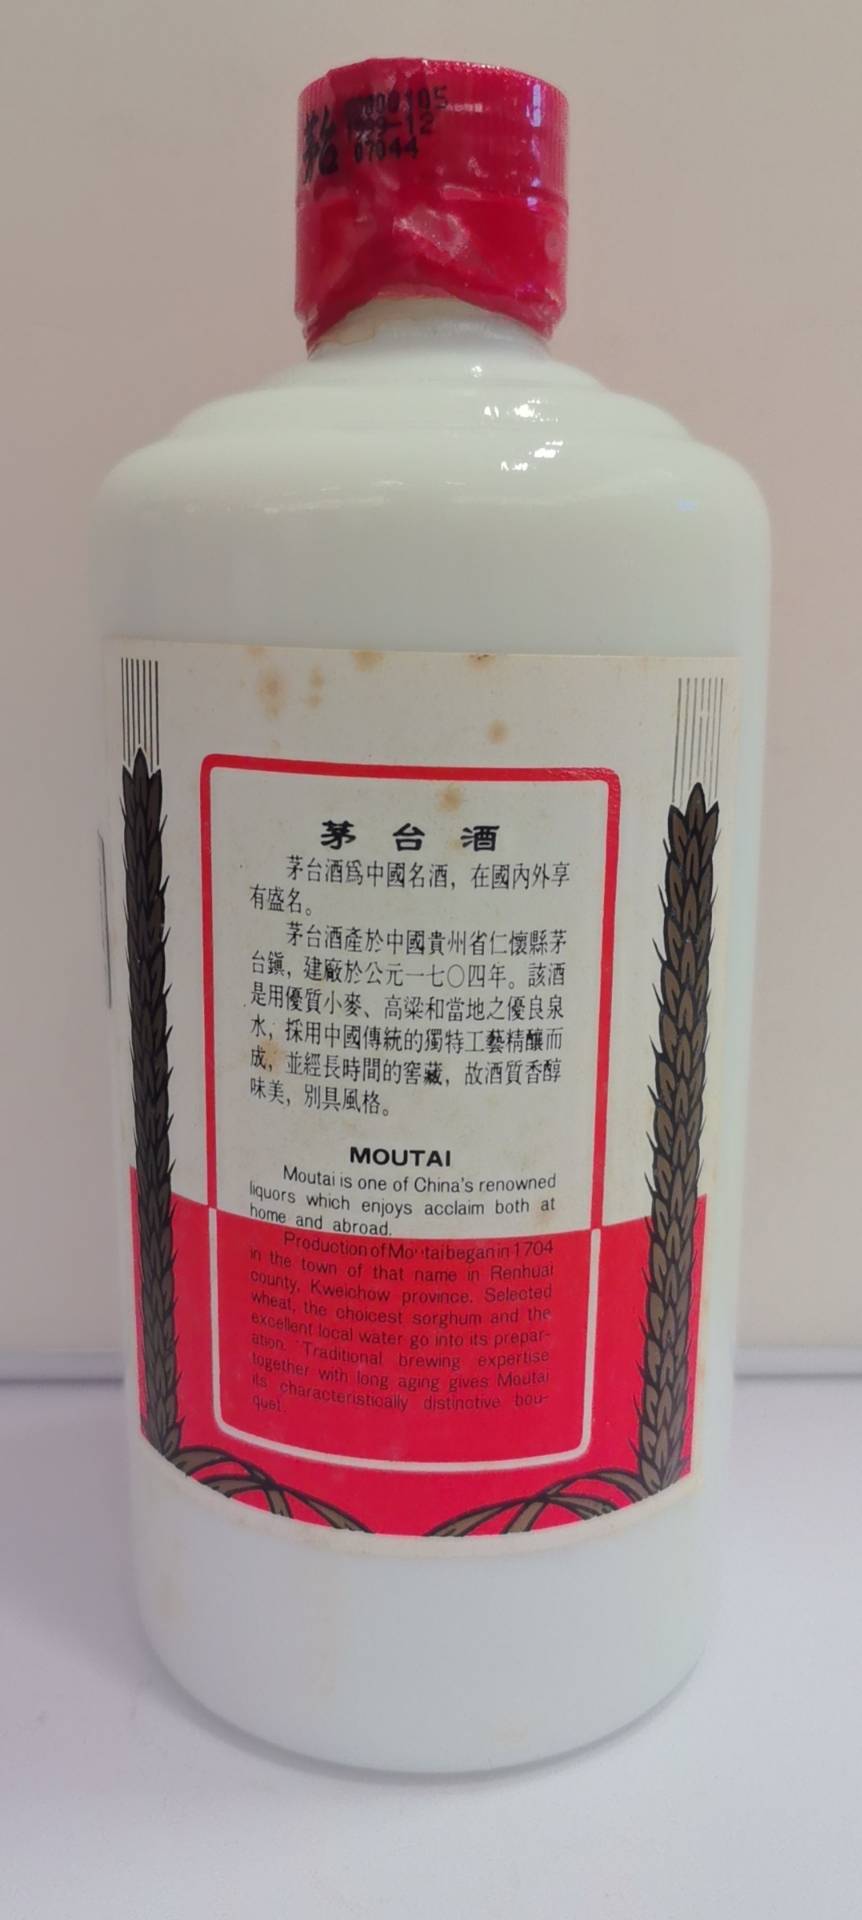 茅台
07044
茅台酒
茅台酒爲中國名酒，在國內外享
有盛名。
茅台酒產於中國貴州省仁懷縣茅
台鎮，建廠於公元一七〇四年。該酒
是用優質小麥、高粱和當地之優良泉
水，採用中國傳統的獨特工藝精釀而
成，並經長時間的窖藏，故酒質香醇
味美，別具風格。
MOUTAI
Moutai is one of China's renowned
liquors which enjoys acclaim both at
home and abroad.
Production of Moutai began in 1704
in the town of that name in Renhuai
county, Kweichow province. Selected
wheat, the choicest sorghum and the
excellent local water go into its prepar-
ation. Traditional brewing expertise
together with long aging gives Moutai
its characteristically distinctive bou-
quet.